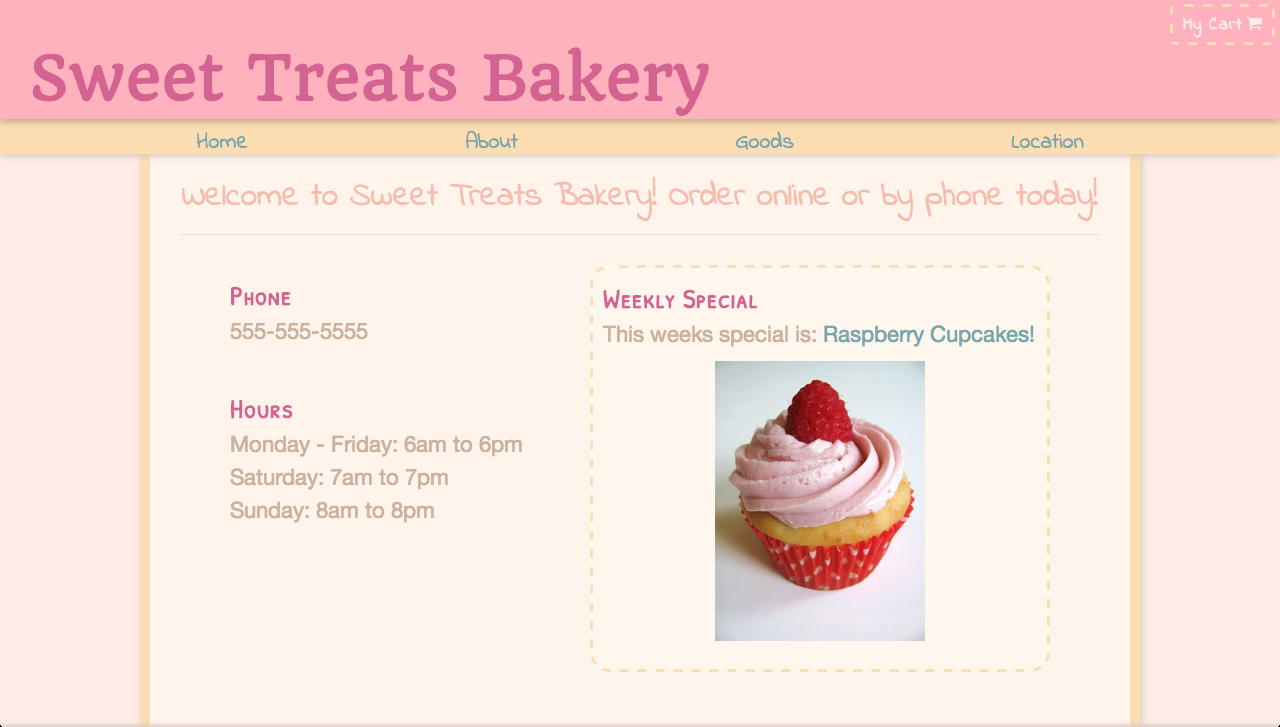 My Cart
Sweet Treats Bakery
Home About Goods Location
Welcome to Sweet Treats Bakery! Order online or by phone today!
Phone
555-555-5555
Hours
Monday - Friday: 6am to 6pm
Saturday: 7am to 7pm
Sunday: 8am to 8pm
Weekly Special
This weeks special is: Raspberry Cupcakes!